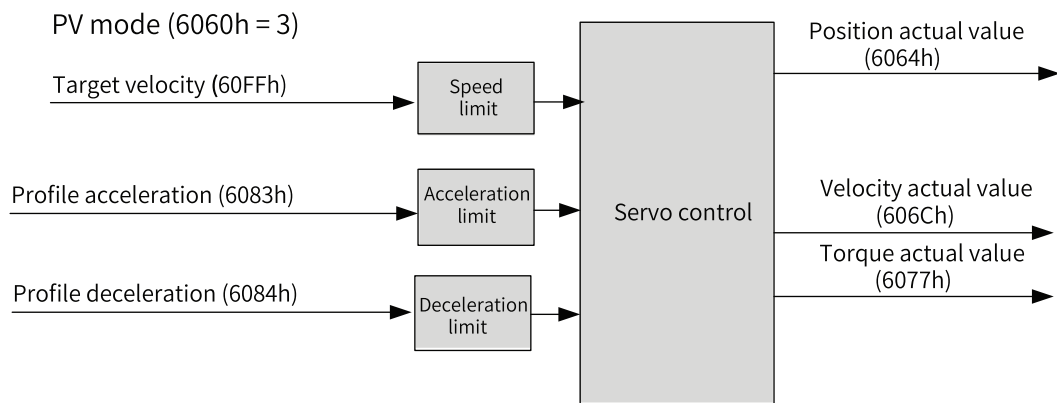 PV mode (6060h = 3)
Target velocity (60FFh)
Speed
limit
Profile acceleration (6083h)
Acceleration
limit
Profile deceleration (6084h)
Deceleration
limit
Servo control
Position actual value
(6064h)
Velocity actual value
(606Ch)
Torque actual value
(6077h)